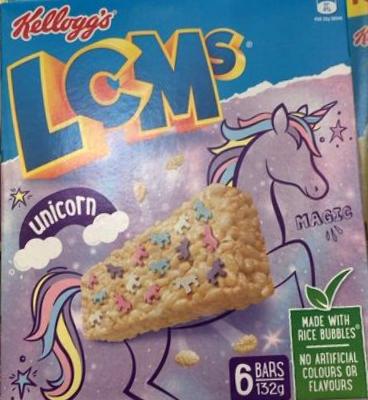 Kellogg's
LCMs
unicorn
MAGIC
MADE WITH
RICE BUBBLES®
NO ARTIFICIAL
COLOURS OR
FLAVOURS
6 BARS
132g